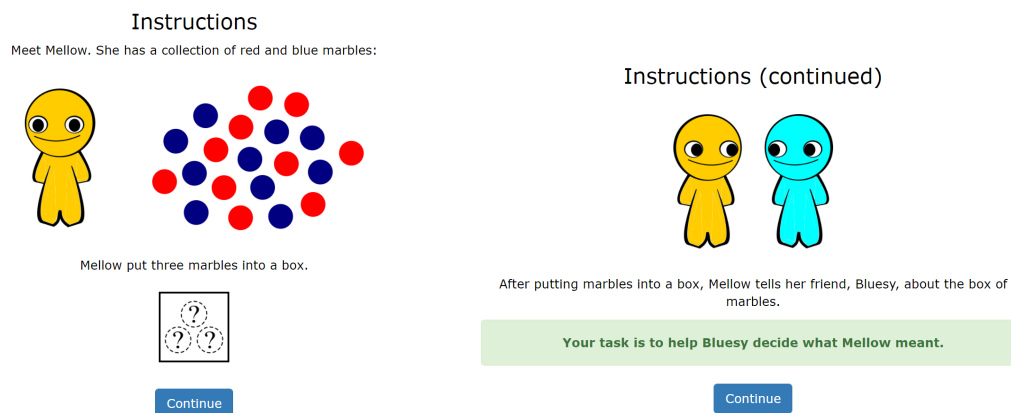 Instructions
Meet Mellow. She has a collection of red and blue marbles:
Mellow put three marbles into a box.
?
? ?
Continue
Instructions (continued)
After putting marbles into a box, Mellow tells her friend, Bluesy, about the box of
marbles.
Your task is to help Bluesy decide what Mellow meant.
Continue